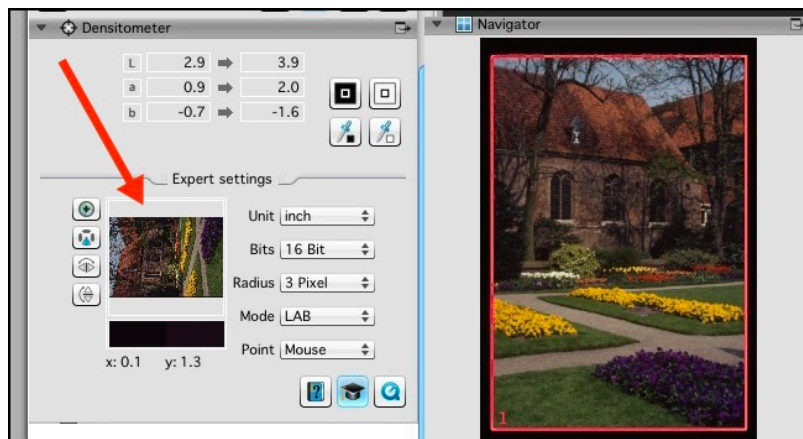 Densitometer
L 2.9 3.9
a 0.9 2.0
b -0.7 -1.6
Expert settings
Unit inch
Bits 16 Bit
Radius 3 Pixel
Mode LAB
Point Mouse
x: 0.1 y: 1.3
Navigator
1